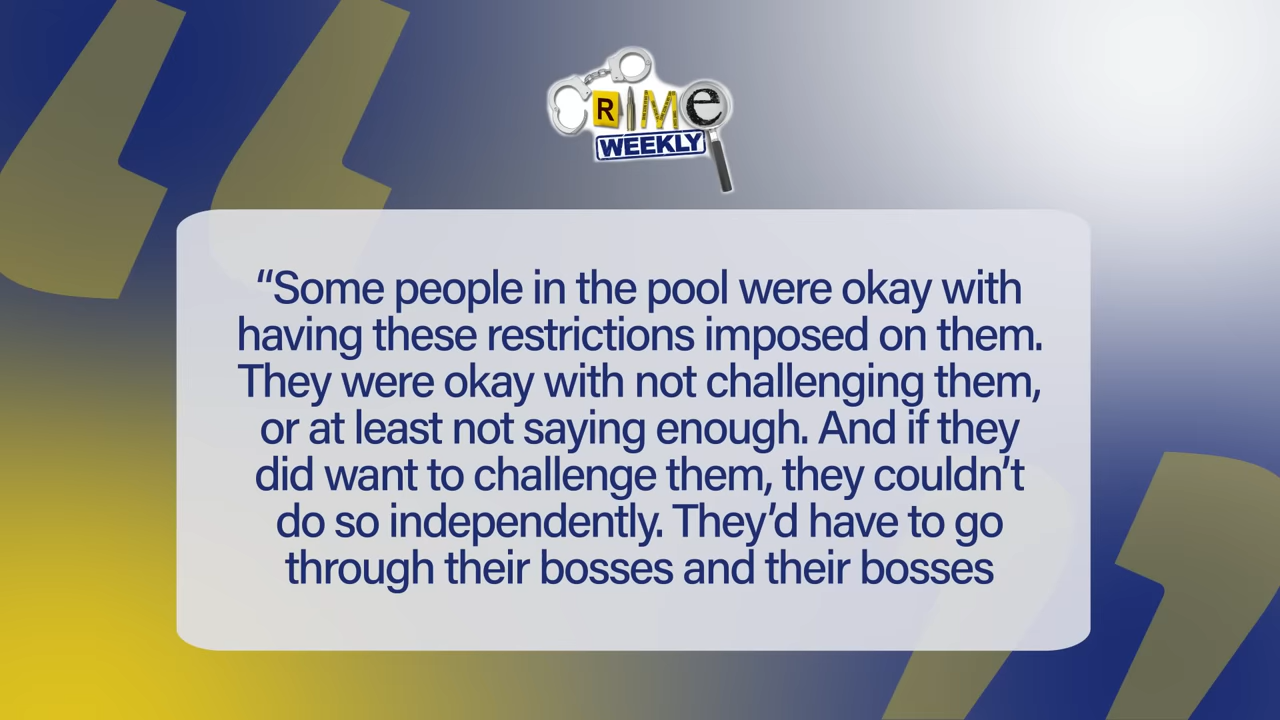 CRIMe
WEEKLY
“Some people in the pool were okay with
having these restrictions imposed on them.
They were okay with not challenging them,
or at least not saying enough. And if they
did want to challenge them, they couldn’t
do so independently. They’d have to go
through their bosses and their bosses